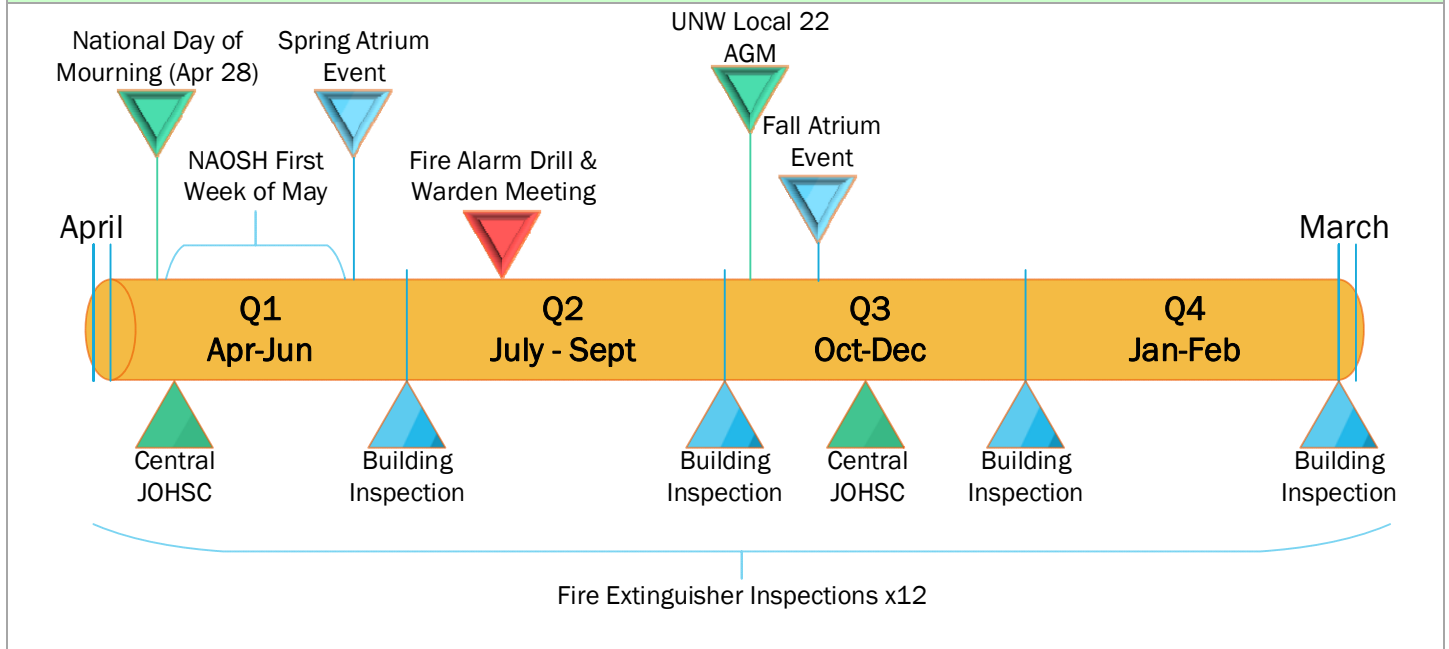 UNW Local 22
AGM
National Day of
Mourning (Apr 28)
Spring Atrium
Event
Fall Atrium
Event
NAOSH First
Week of May
Fire Alarm Drill &
Warden Meeting
April
March
Q1
Apr-Jun
Q2
July - Sept
Q3
Oct-Dec
Q4
Jan-Feb
Central
JOHSC
Building
Inspection
Building
Inspection
Central
JOHSC
Building
Inspection
Building
Inspection
Fire Extinguisher Inspections x12